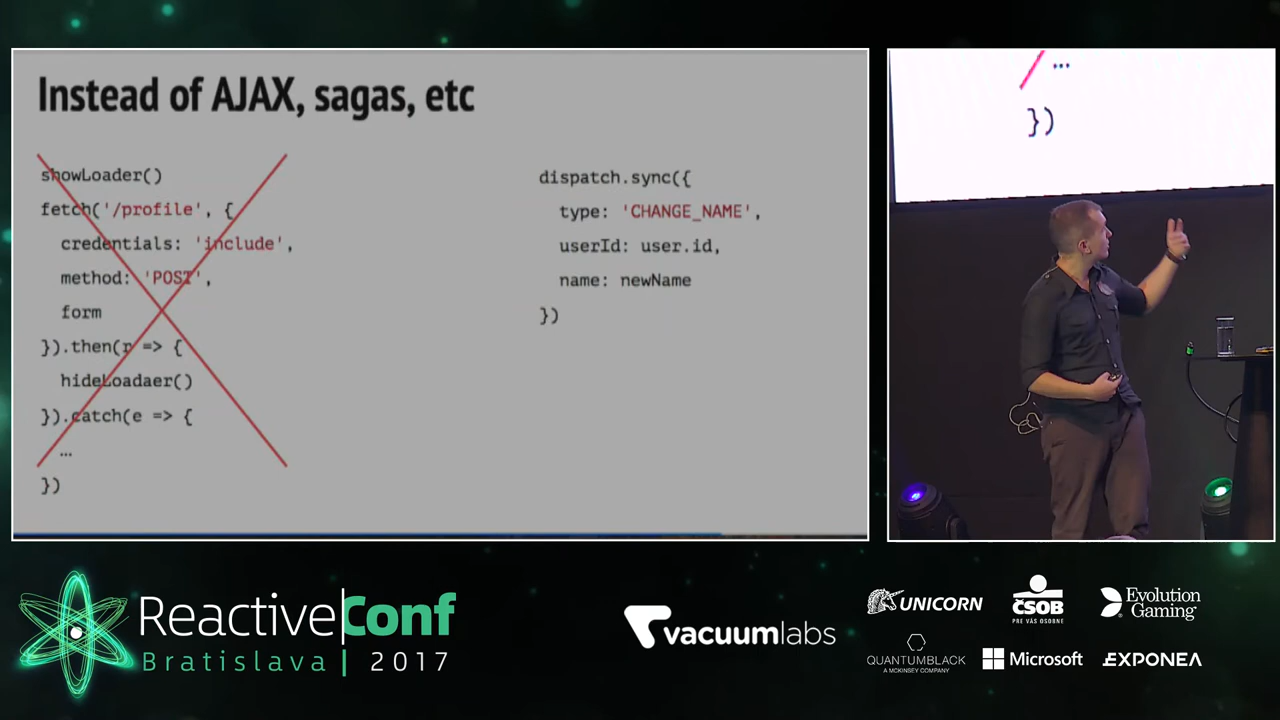 Instead of AJAX, sagas, etc
showLoader()
fetch('/profile', {
credentials: 'include',
method: 'POST',
form
}).then(r => {
hideLoadaer()
}).catch(e => {
…
})
dispatch.sync({
type: 'CHANGE_NAME',
userId: user.id,
name: newName
})
…
})
ReactiveConf
Bratislava | 2017
vacuumlabs
UNICORN
ČSOB
PRE VÁS OSOBNE
Evolution
Gaming
QUANTUMBLACK
A MCKINSEY COMPANY
Microsoft
EXPONEA